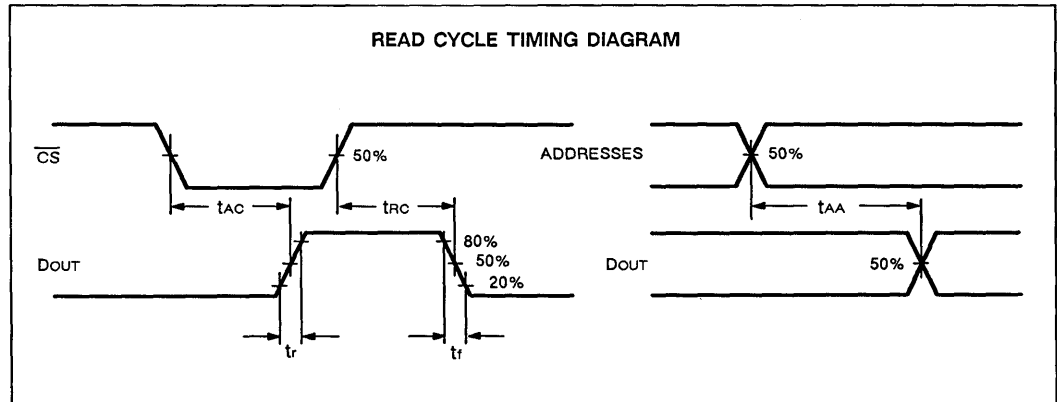 READ CYCLE TIMING DIAGRAM
CS
50%
tAC
tRC
DOUT
80%
50%
20%
tr
tf
ADDRESSES
50%
tAA
DOUT
50%